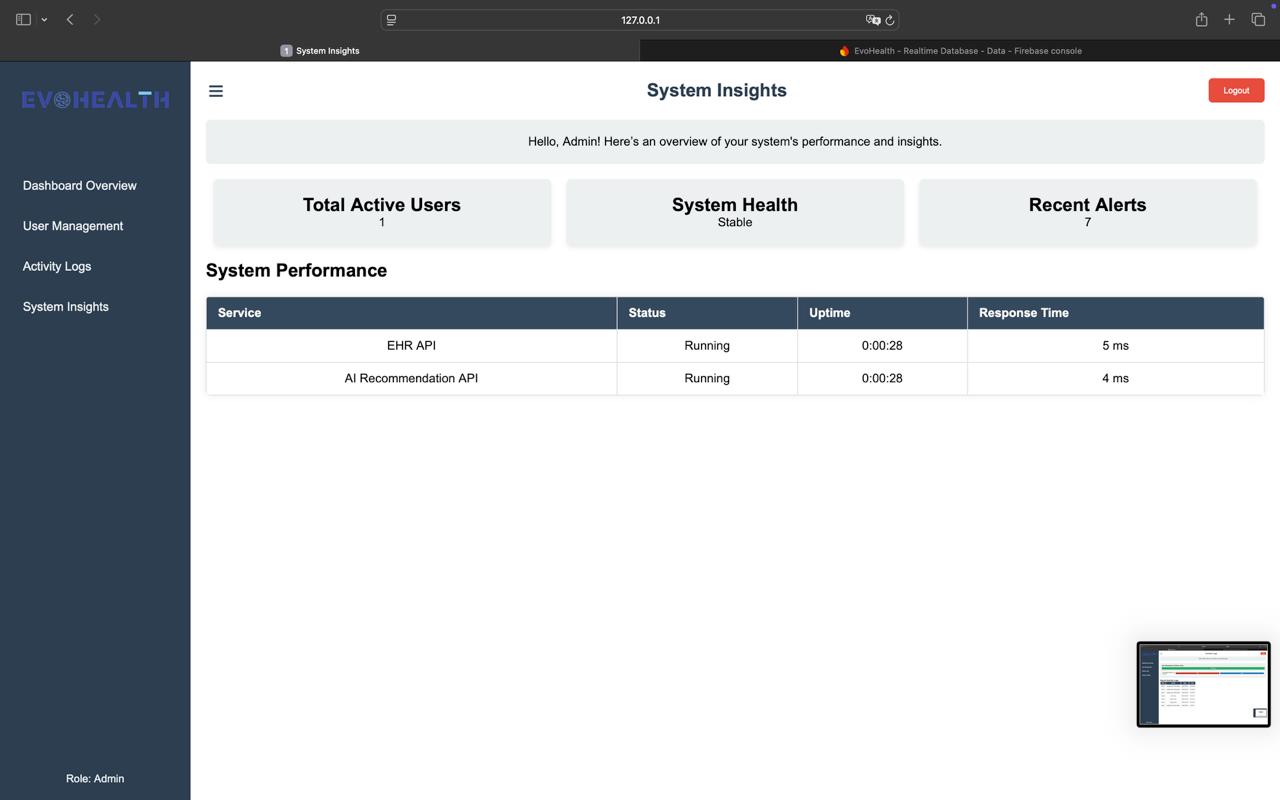 127.0.0.1
1 System Insights
EvoHealth - Realtime Database - Data - Firebase console
EVOHEALTH
System Insights
Logout
Hello, Admin! Here's an overview of your system's performance and insights.
Dashboard Overview
User Management
Activity Logs
System Insights
Total Active Users
1
System Health
Stable
Recent Alerts
7
System Performance
Service Status Uptime Response Time
EHR API Running 0:00:28 5 ms
AI Recommendation API Running 0:00:28 4 ms
Role: Admin